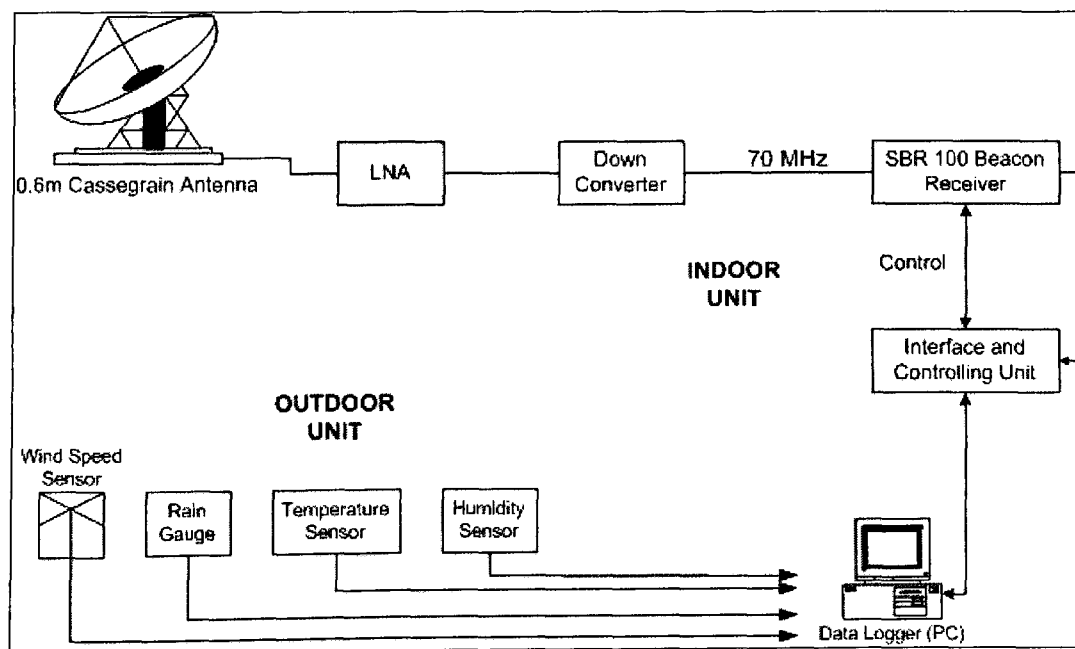 0.6m Cassegrain Antenna
LNA
Down
Converter
70 MHz
SBR 100 Beacon
Receiver
INDOOR
UNIT
Control
Interface and
Controlling Unit
OUTDOOR
UNIT
Wind Speed
Sensor
Rain
Gauge
Temperature
Sensor
Humidity
Sensor
Data Logger (PC)